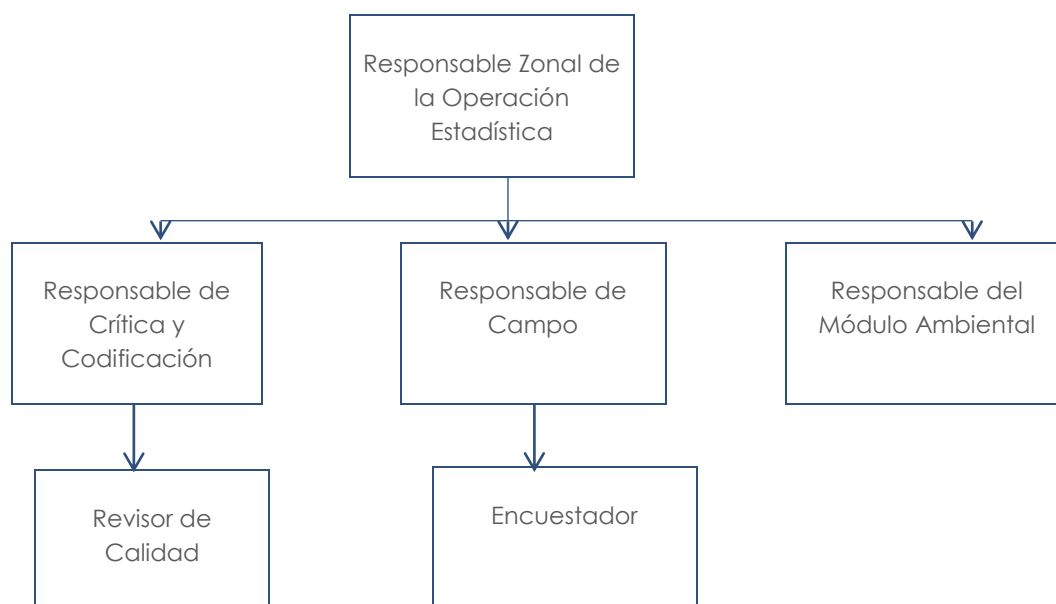 Responsable Zonal de
la Operación
Estadística
Responsable de
Crítica y
Codificación
Responsable de
Campo
Responsable del
Módulo Ambiental
Revisor de
Calidad
Encuestador